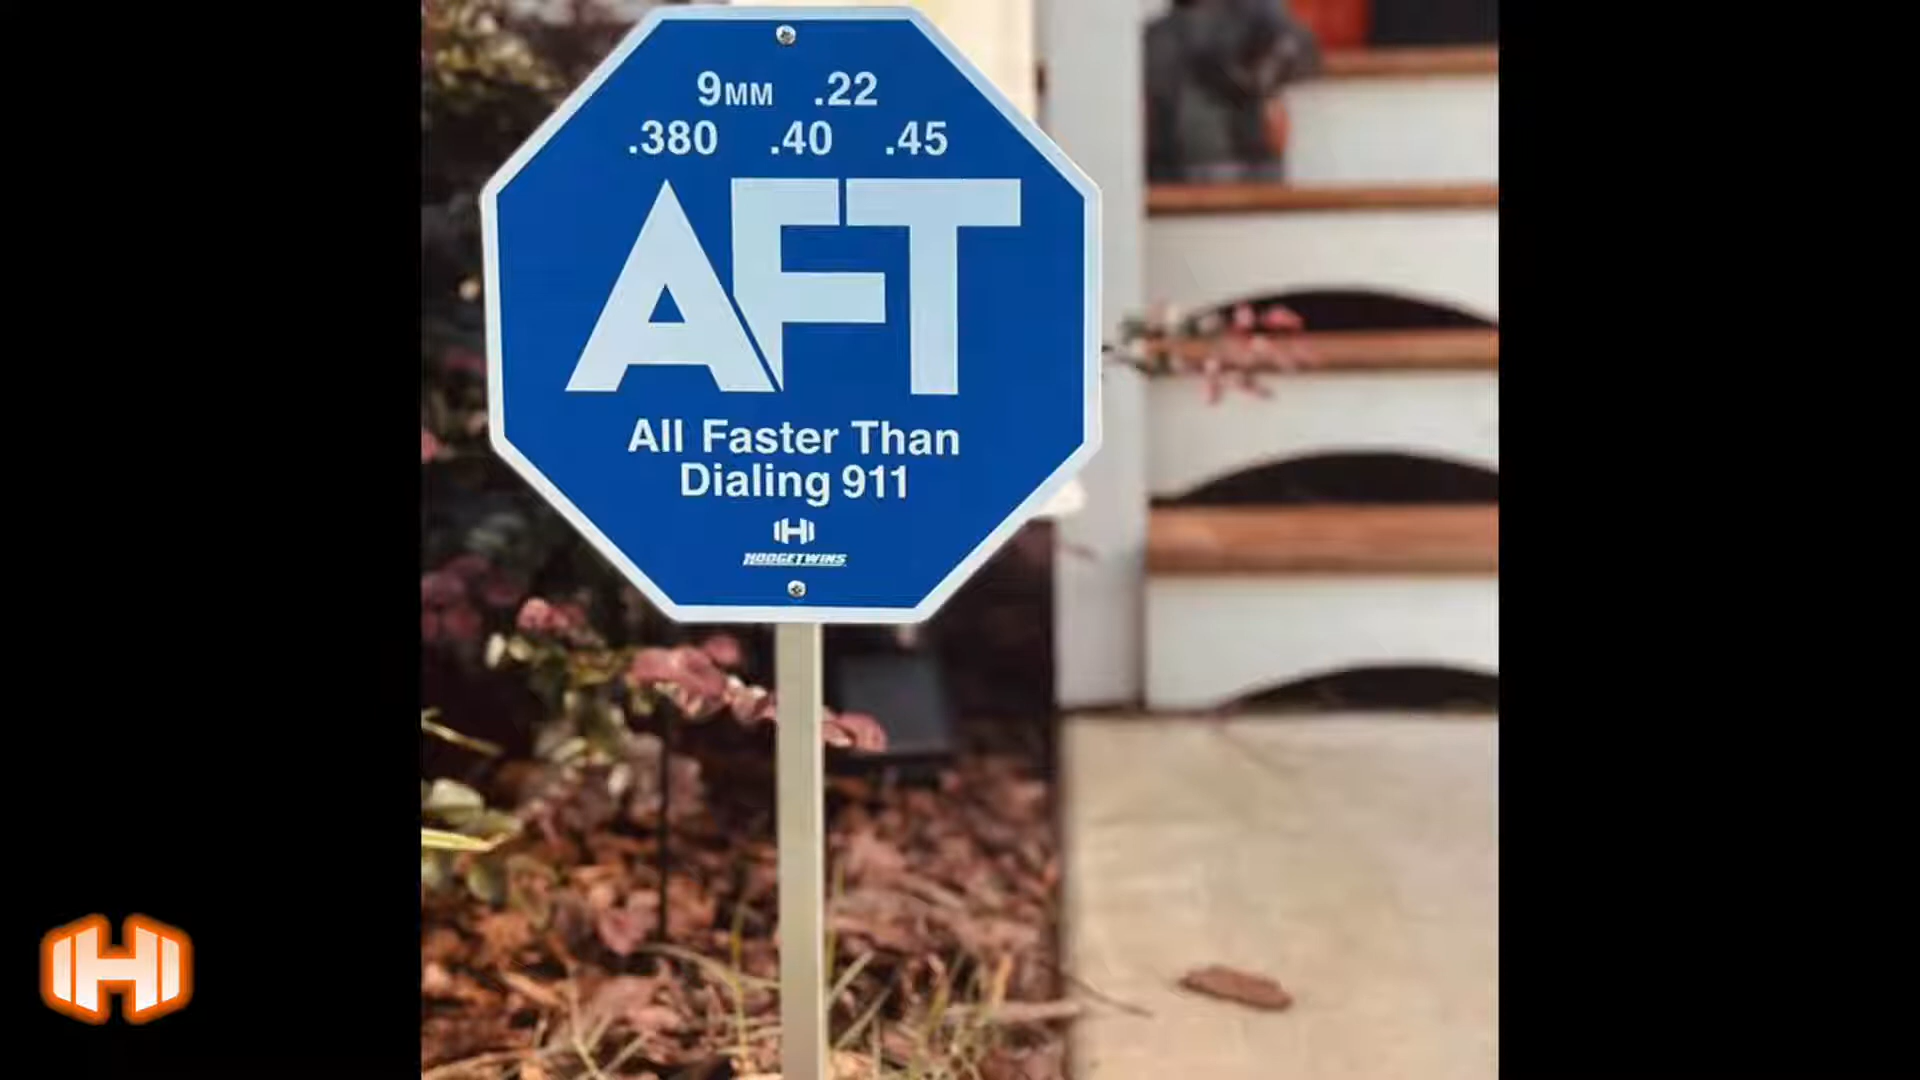 9MM .22
.380 .40 .45
AFT
All Faster Than
Dialing 911
H
HODGETWINS
H